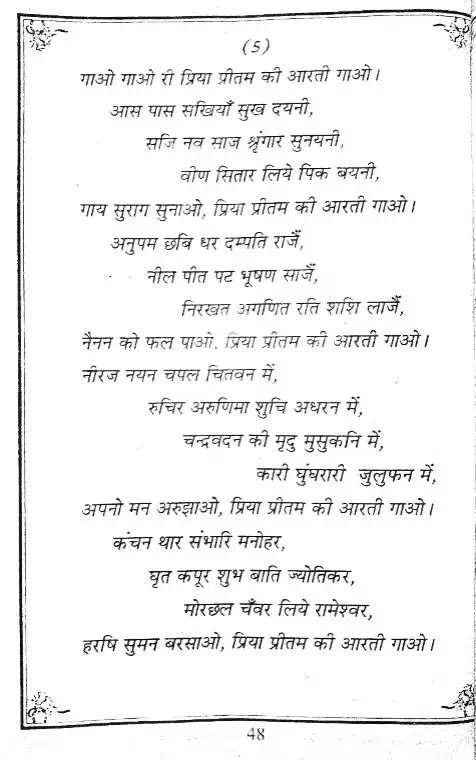 (5)
गाओ गाओ री प्रिया प्रीतम की आरती गाओ।
आस पास सखियाँ सुख दयनी,
सजि नव साज श्रृंगार सुनयनी,
वीण सितार लिये पिक बयनी,
गाय सुराग सुनाओ, प्रिया प्रीतम की आरती गाओ।
अनुपम छबि धर दम्पति राजैं,
नील पीत पट भूषण साजैं,
निरखत अगणित रति शशि लाजैं,
नैनन को फल पाओ, प्रिया प्रीतम की आरती गाओ।
नीरज नयन चपल चितवन में,
रुचिर अरुणिमा शुचि अधरन में,
चन्द्रवदन की मृदु मुसुकनि में,
कारी घुंघरारी जुलुफन में,
अपनो मन अरुझाओ, प्रिया प्रीतम की आरती गाओ।
कंचन थार संभारि मनोहर,
घृत कपूर शुभ बाति ज्योतिकर,
मोरछल चँवर लिये रामेश्वर,
हरषि सुमन बरसाओ, प्रिया प्रीतम की आरती गाओ।
48